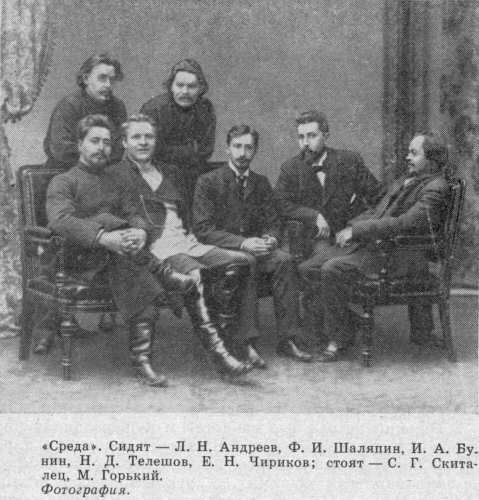 «Среда». Сидят — Л. Н. Андреев, Ф. И. Шаляпин, И. А. Бу-
нин, Н. Д. Телешов, Е. Н. Чириков; стоят — С. Г. Скита-
лец, М. Горький.
Фотография.